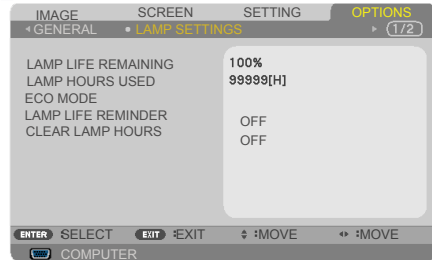 IMAGE SCREEN SETTING OPTIONS
GENERAL • LAMP SETTINGS (1/2)
LAMP LIFE REMAINING 100%
LAMP HOURS USED 99999[H]
ECO MODE
LAMP LIFE REMINDER OFF
CLEAR LAMP HOURS OFF
ENTER SELECT EXIT :EXIT :MOVE :MOVE
COMPUTER